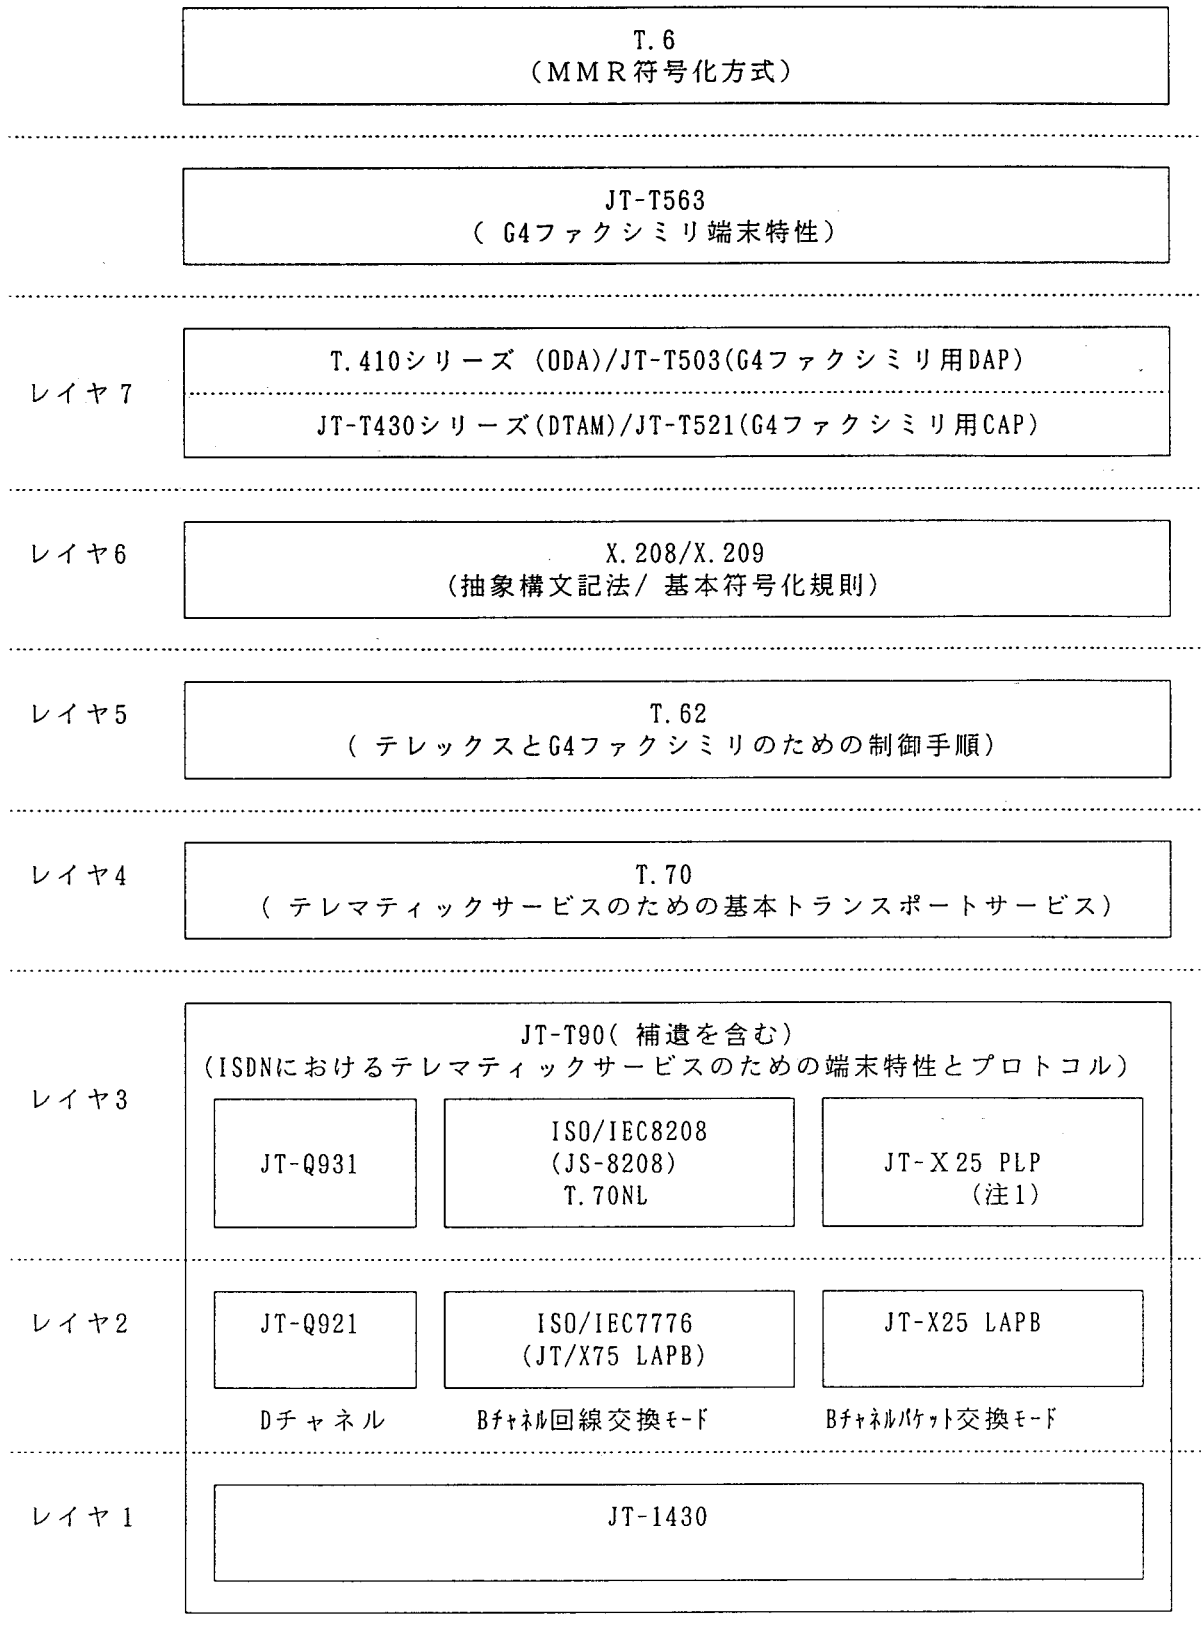 T.6
(MMR符号化方式)
JT-T563
( G4ファクシミリ端末特性)
レイヤ7
T.410シリーズ (ODA)/JT-T503(G4ファクシミリ用DAP)
JT-T430シリーズ(DTAM)/JT-T521(G4ファクシミリ用CAP)
レイヤ6
X.208/X.209
(抽象構文記法/ 基本符号化規則)
レイヤ5
T.62
( テレックスとG4ファクシミリのための制御手順)
レイヤ4
T.70
( テレマティックサービスのための基本トランスポートサービス)
レイヤ3
JT-T90( 補遺を含む)
(ISDNにおけるテレマティックサービスのための端末特性とプロトコル)
JT-Q931
ISO/IEC8208
(JS-8208)
T.70NL
JT-X25 PLP
(注1)
レイヤ2
JT-Q921
ISO/IEC7776
(JT/X75 LAPB)
JT-X25 LAPB
Dチャネル
Bﾁｬﾈﾙ回線交換ﾓｰﾄﾞ
Bﾁｬﾈﾙﾊﾟｹｯﾄ交換ﾓｰﾄﾞ
レイヤ1
JT-1430